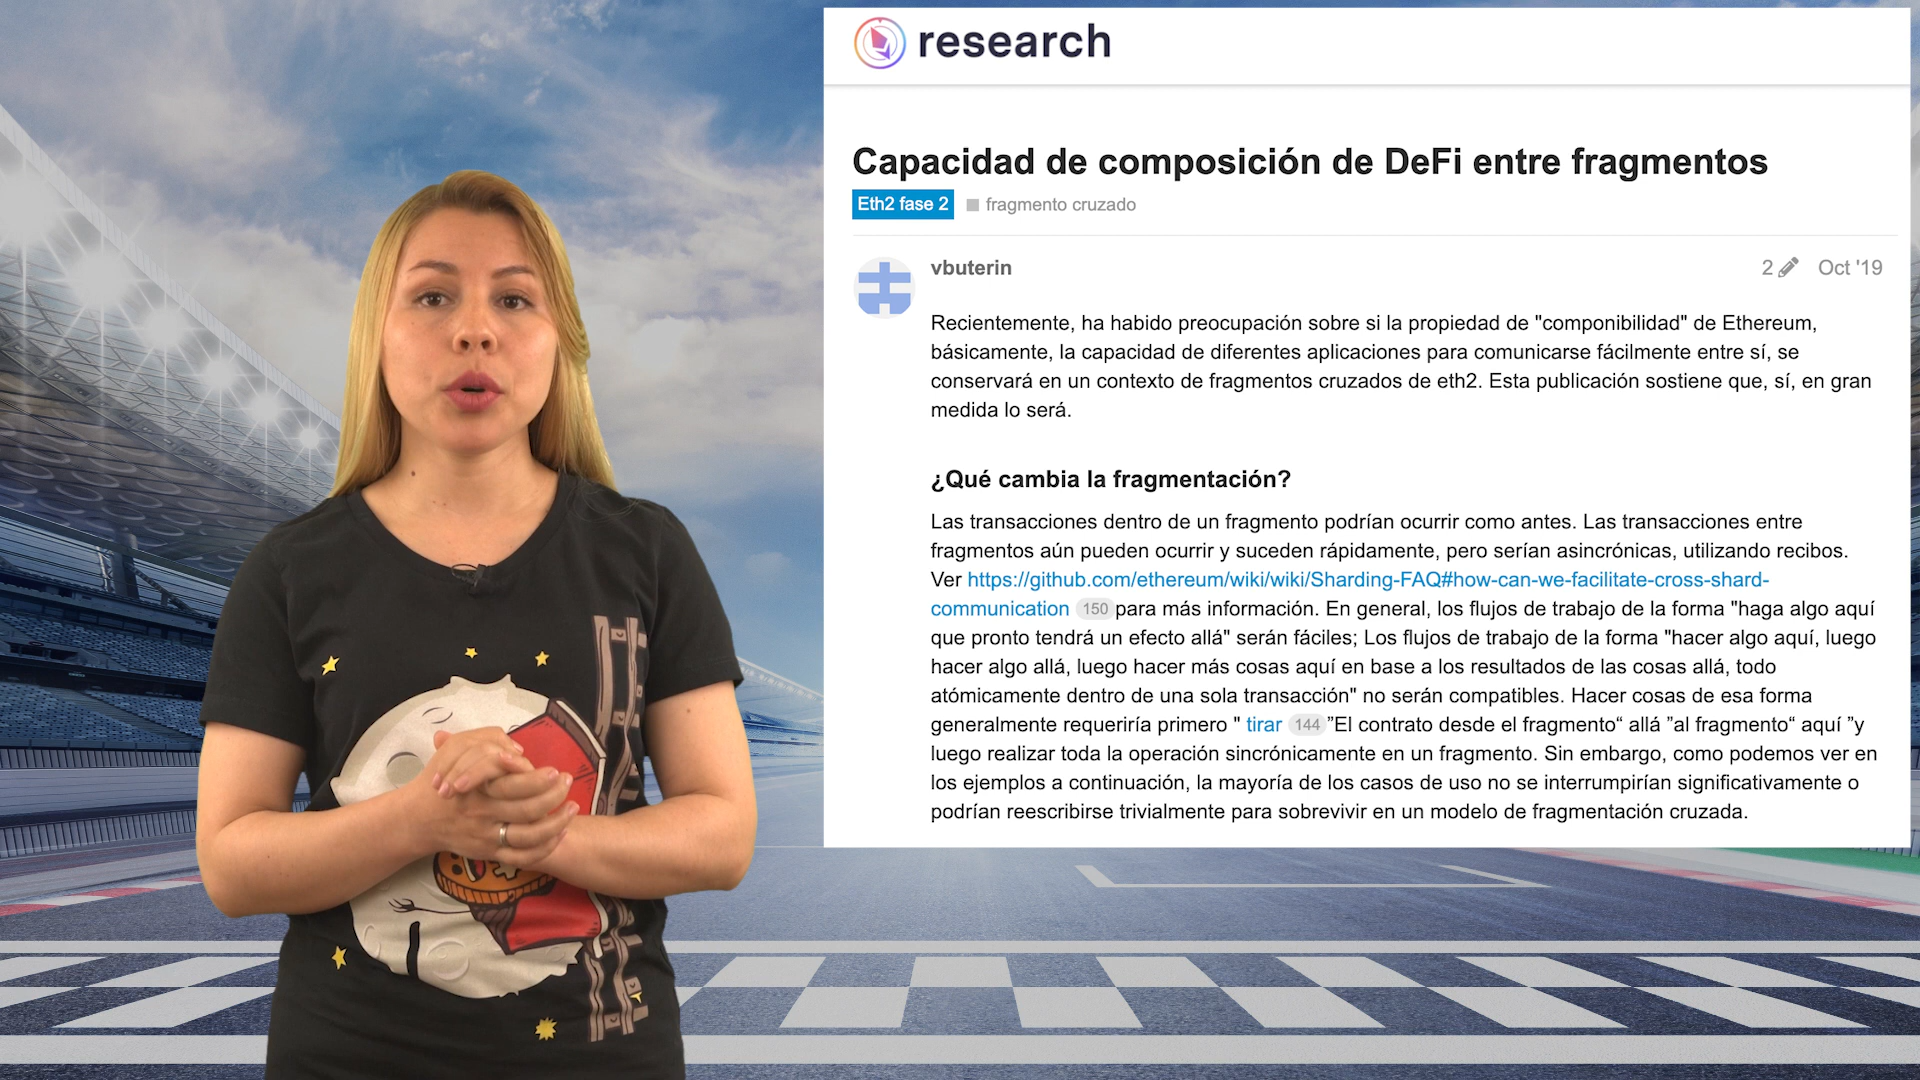 research
Capacidad de composición de DeFi entre fragmentos
Eth2 fase 2 fragmento cruzado
vbuterin 2 Oct '19
Recientemente, ha habido preocupación sobre si la propiedad de "componibilidad" de Ethereum,
básicamente, la capacidad de diferentes aplicaciones para comunicarse fácilmente entre sí, se
conservará en un contexto de fragmentos cruzados de eth2. Esta publicación sostiene que, sí, en gran
medida lo será.
¿Qué cambia la fragmentación?
Las transacciones dentro de un fragmento podrían ocurrir como antes. Las transacciones entre
fragmentos aún pueden ocurrir y suceden rápidamente, pero serían asincrónicas, utilizando recibos.
Ver https://github.com/ethereum/wiki/wiki/Sharding-FAQ#how-can-we-facilitate-cross-shard-
communication 150 para más información. En general, los flujos de trabajo de la forma "haga algo aquí
que pronto tendrá un efecto allá" serán fáciles; Los flujos de trabajo de la forma "hacer algo aquí, luego
hacer algo allá, luego hacer más cosas aquí en base a los resultados de las cosas allá, todo
atómicamente dentro de una sola transacción" no serán compatibles. Hacer cosas de esa forma
generalmente requeriría primero " tirar 144 ”El contrato desde el fragmento“ allá ”al fragmento“ aquí ”y
luego realizar toda la operación sincrónicamente en un fragmento. Sin embargo, como podemos ver en
los ejemplos a continuación, la mayoría de los casos de uso no se interrumpirían significativamente o
podrían reescribirse trivialmente para sobrevivir en un modelo de fragmentación cruzada.